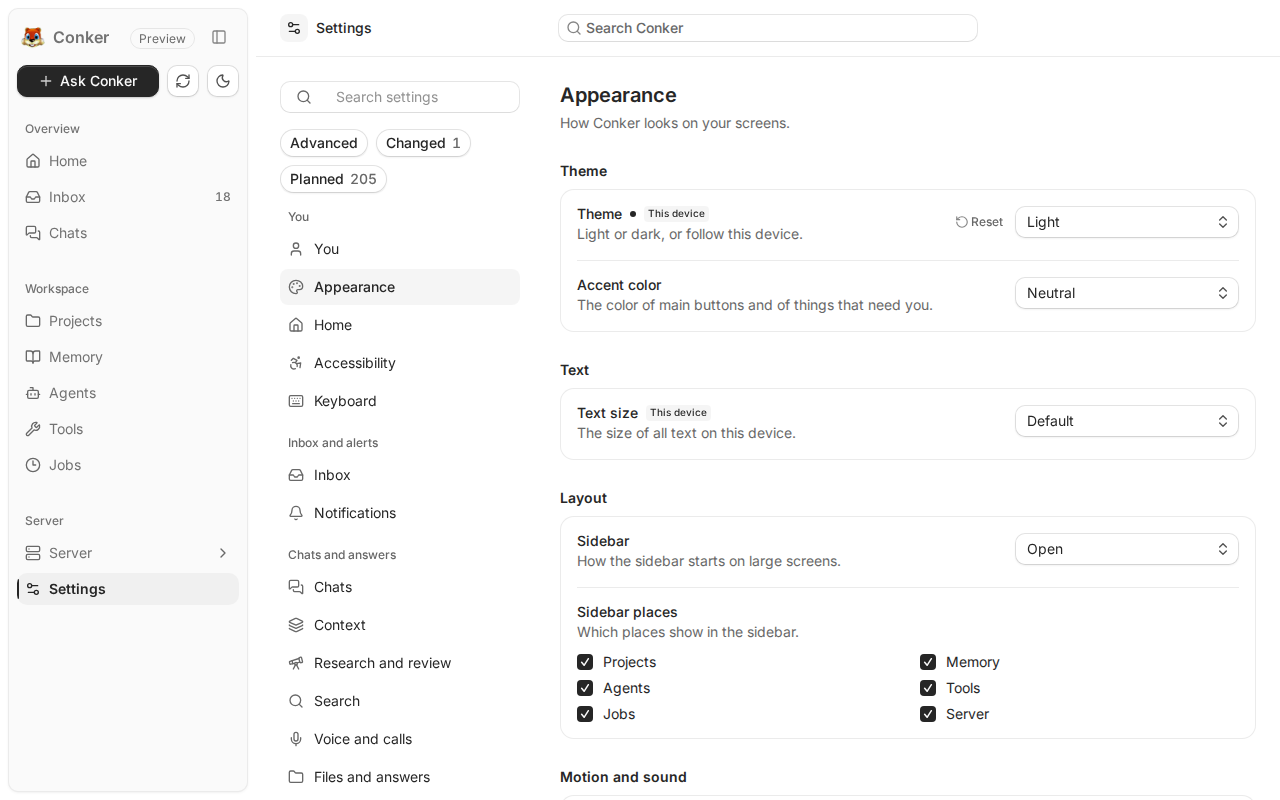 Conker
Preview
Ask Conker
Overview
Home
Inbox 18
Chats
Workspace
Projects
Memory
Agents
Tools
Jobs
Server
Server
Settings
Settings
Search Conker
Search settings
Advanced
Changed 1
Planned 205
You
You
Appearance
Home
Accessibility
Keyboard
Inbox and alerts
Inbox
Notifications
Chats and answers
Chats
Context
Research and review
Search
Voice and calls
Files and answers
Appearance
How Conker looks on your screens.
Theme
Theme This device
Light or dark, or follow this device.
Reset
Light
Accent color
The color of main buttons and of things that need you.
Neutral
Text
Text size This device
The size of all text on this device.
Default
Layout
Sidebar
How the sidebar starts on large screens.
Open
Sidebar places
Which places show in the sidebar.
Projects
Memory
Agents
Tools
Jobs
Server
Motion and sound